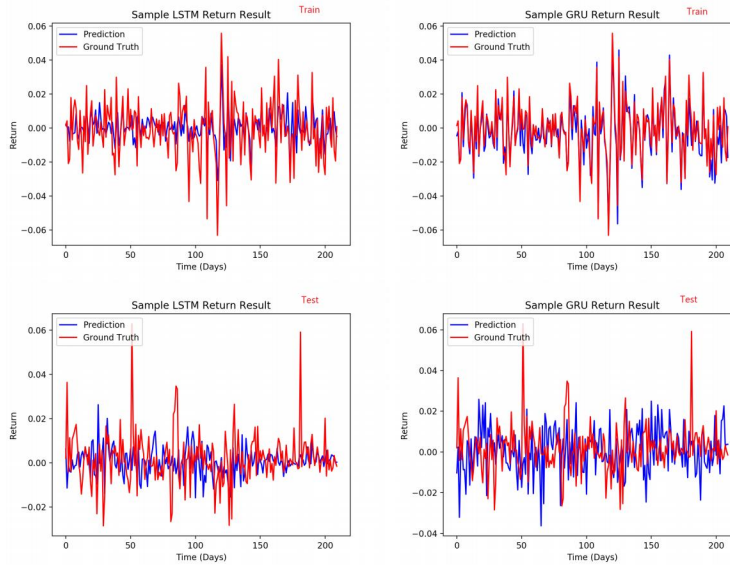 Sample LSTM Return Result Train
0.06
0.04
0.02
0.00
−0.02
−0.04
−0.06
Return
Prediction
Ground Truth
0 50 100 150 200
Time (Days)
Sample GRU Return Result Train
0.06
0.04
0.02
0.00
−0.02
−0.04
−0.06
Return
Prediction
Ground Truth
0 50 100 150 200
Time (Days)
Sample LSTM Return Result Test
0.06
0.04
0.02
0.00
−0.02
Return
Prediction
Ground Truth
0 50 100 150 200
Time (Days)
Sample GRU Return Result Test
0.06
0.04
0.02
0.00
−0.02
−0.04
Return
Prediction
Ground Truth
0 50 100 150 200
Time (Days)